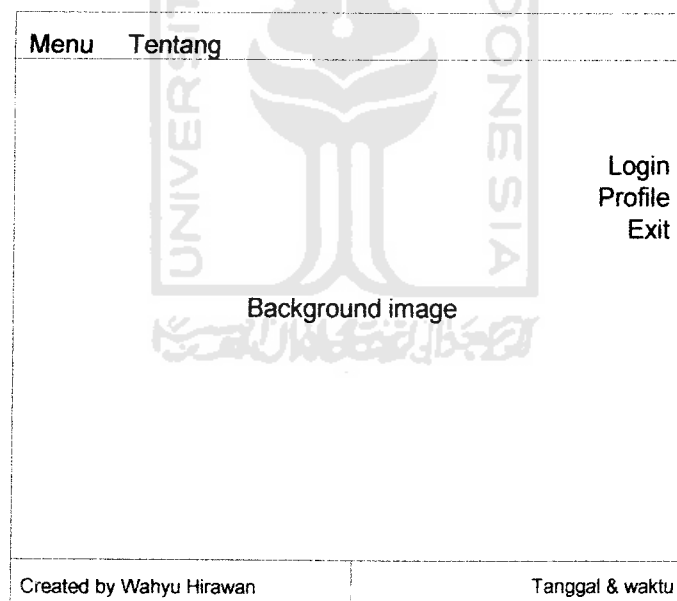 Menu Tentang
Login
Profile
Exit
Background image
Created by Wahyu Hirawan
Tanggal & waktu